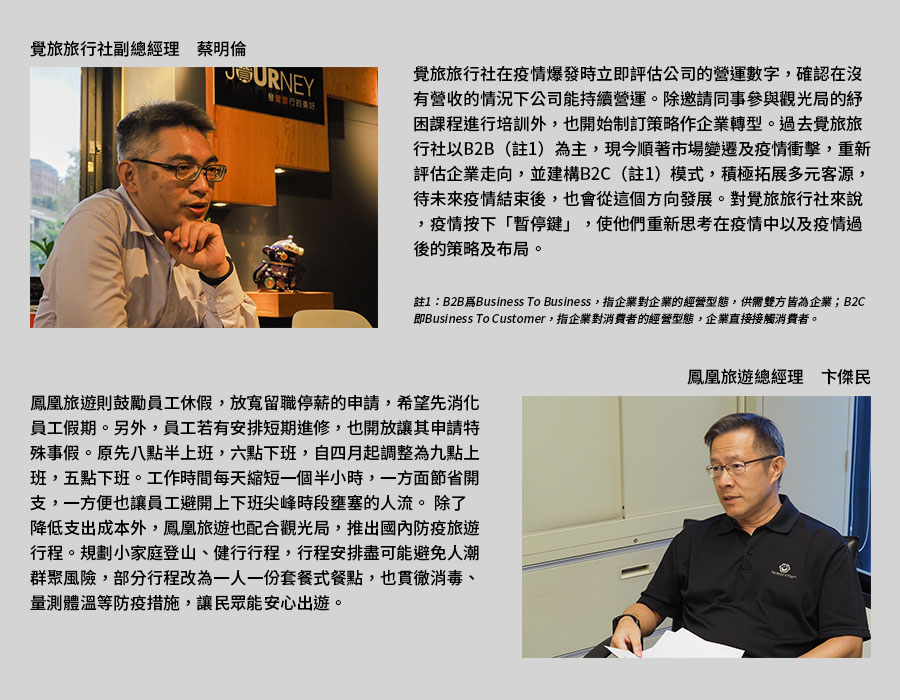 覺旅旅行社副總經理　蔡明倫
JOURNEY
發覺旅行的美好
覺旅旅行社在疫情爆發時立即評估公司的營運數字，確認在沒
有營收的情況下公司能持續營運。除邀請同事參與觀光局的紓
困課程進行培訓外，也開始制訂策略作企業轉型。過去覺旅旅
行社以B2B（註1）為主，現今順著市場變遷及疫情衝擊，重新
評估企業走向，並建構B2C（註1）模式，積極拓展多元客源，
待未來疫情結束後，也會從這個方向發展。對覺旅旅行社來說
，疫情按下「暫停鍵」，使他們重新思考在疫情中以及疫情過
後的策略及布局。
註1：B2B爲Business To Business，指企業對企業的經營型態，供需雙方皆為企業；B2C
即Business To Customer，指企業對消費者的經營型態，企業直接接觸消費者。
鳳凰旅遊總經理　卞傑民
鳳凰旅遊則鼓勵員工休假，放寬留職停薪的申請，希望先消化
員工假期。另外，員工若有安排短期進修，也開放讓其申請特
殊事假。原先八點半上班，六點下班，自四月起調整為九點上
班，五點下班。工作時間每天縮短一個半小時，一方面節省開
支，一方便也讓員工避開上下班尖峰時段壅塞的人流。 除了
降低支出成本外，鳳凰旅遊也配合觀光局，推出國內防疫旅遊
行程。規劃小家庭登山、健行行程，行程安排盡可能避免人潮
群聚風險，部分行程改為一人一份套餐式餐點，也貫徹消毒、
量測體溫等防疫措施，讓民眾能安心出遊。